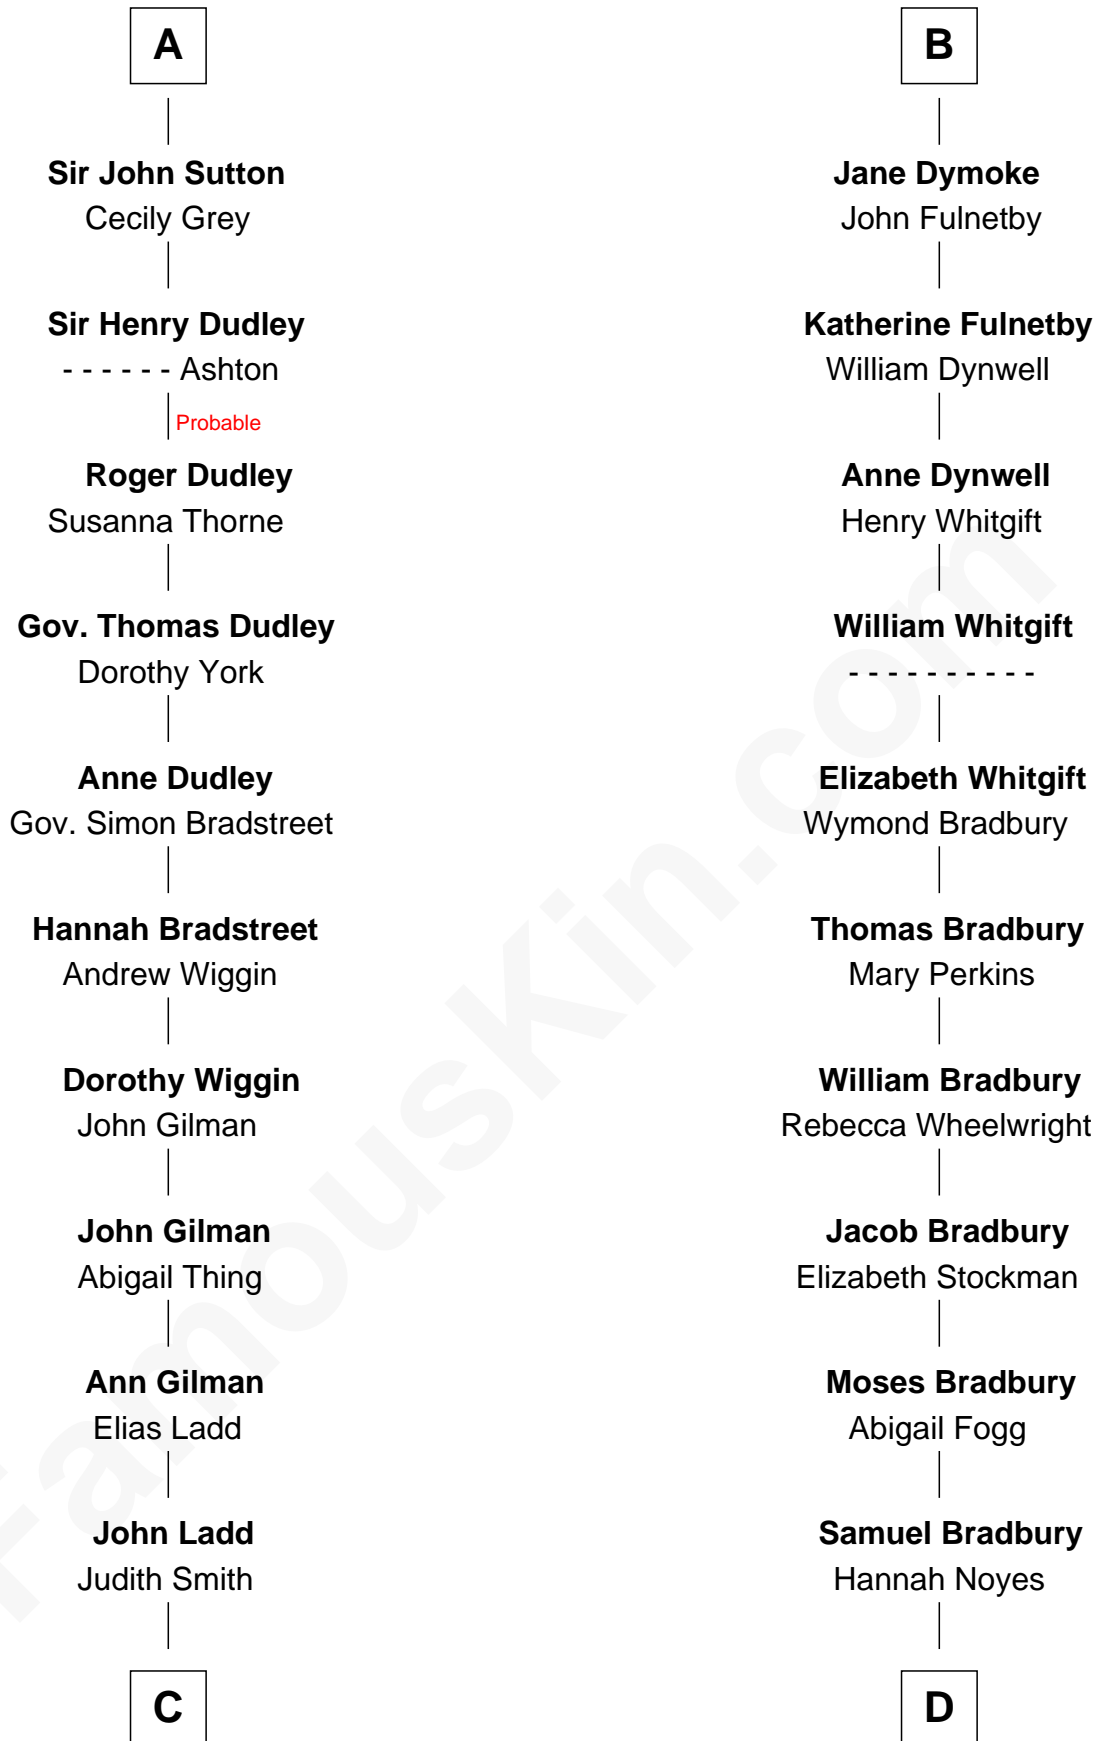 A
Sir John Sutton
Cecily Grey
Sir Henry Dudley
- - - - - - Ashton
Probable
Roger Dudley
Susanna Thorne
Gov. Thomas Dudley
Dorothy York
Anne Dudley
Gov. Simon Bradstreet
Hannah Bradstreet
Andrew Wiggin
Dorothy Wiggin
John Gilman
John Gilman
Abigail Thing
Ann Gilman
Elias Ladd
John Ladd
Judith Smith
C
B
Jane Dymoke
John Fulnetby
Katherine Fulnetby
William Dynwell
Anne Dynwell
Henry Whitgift
William Whitgift
- - - - - - - - - -
Elizabeth Whitgift
Wymond Bradbury
Thomas Bradbury
Mary Perkins
William Bradbury
Rebecca Wheelwright
Jacob Bradbury
Elizabeth Stockman
Moses Bradbury
Abigail Fogg
Samuel Bradbury
Hannah Noyes
D
FamousKin.com